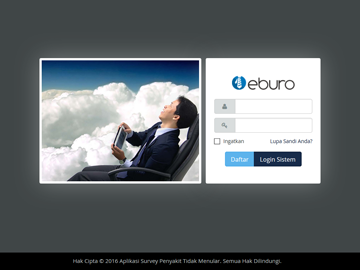 eburo
Ingatkan
Lupa Sandi Anda?
Daftar
Login Sistem
Hak Cipta © 2016 Aplikasi Survey Penyakit Tidak Menular. Semua Hak Dilindungi.